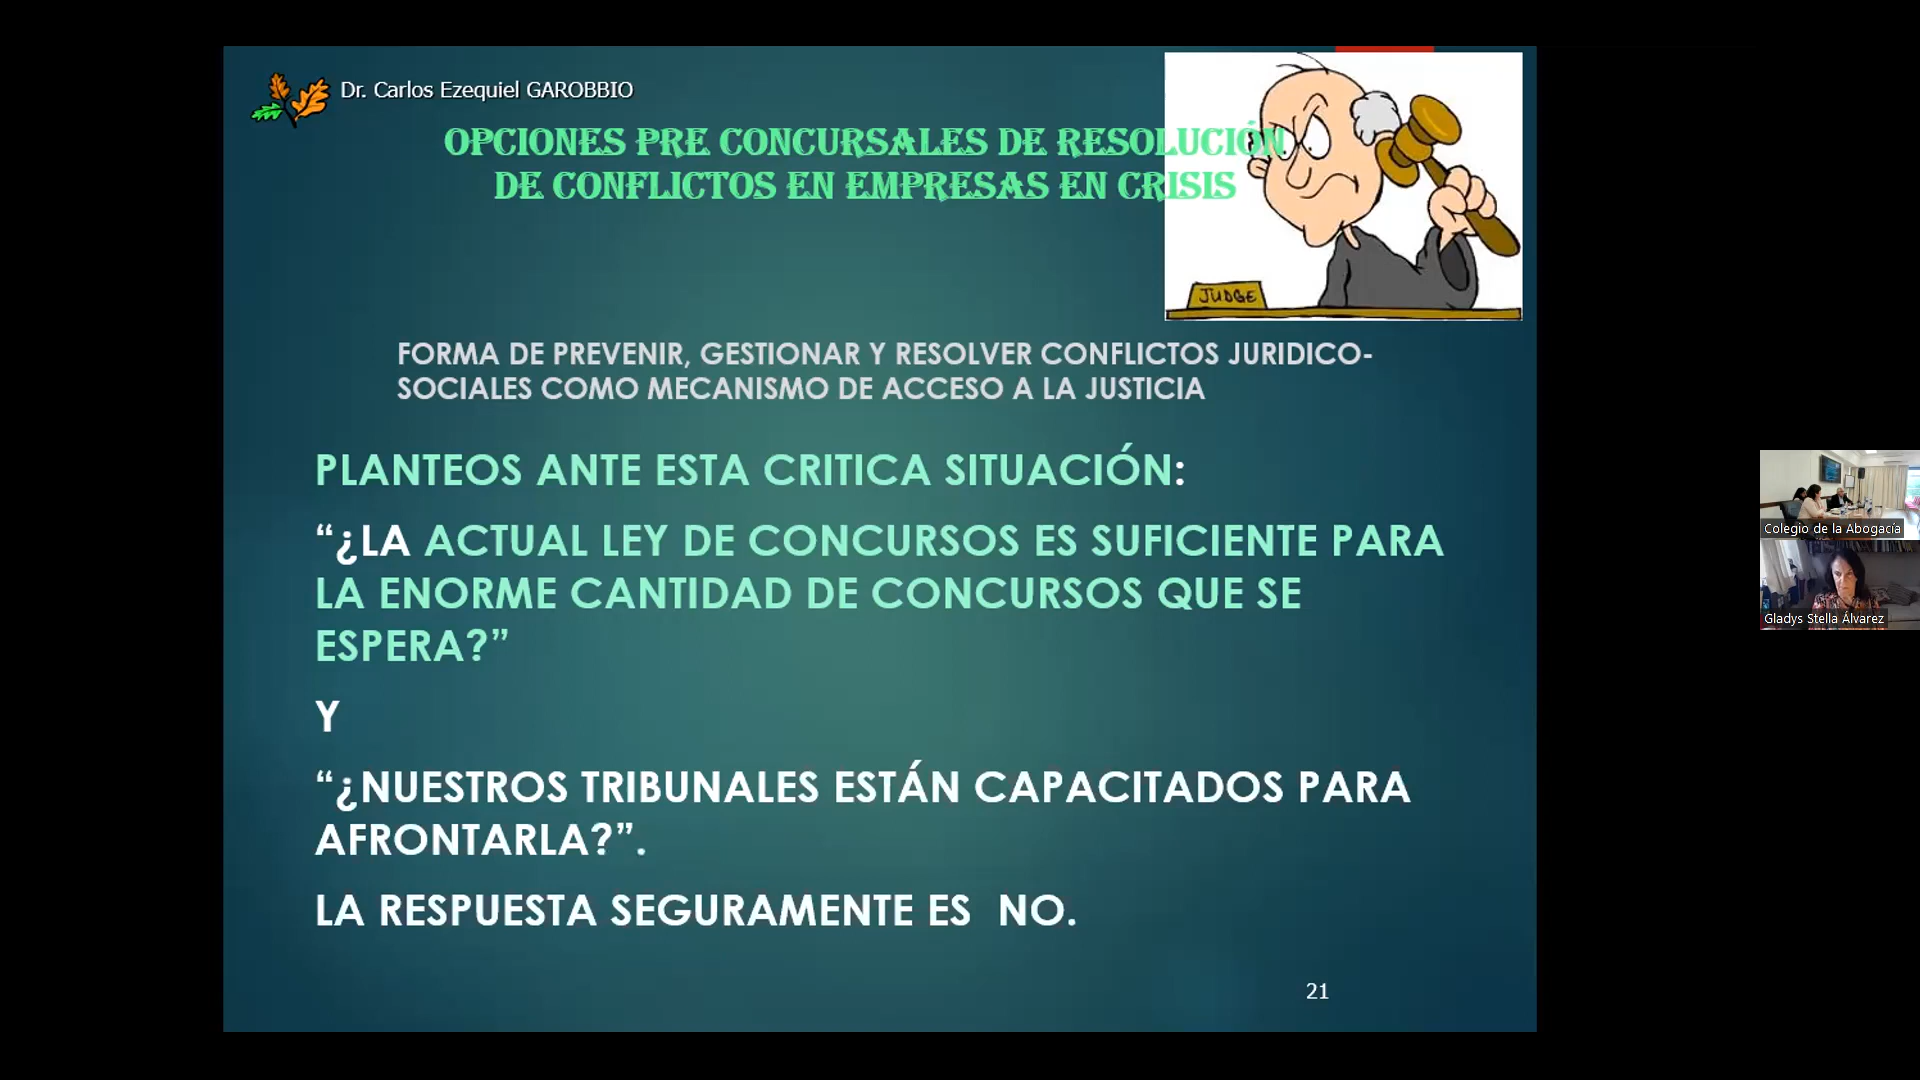 Dr. Carlos Ezequiel GAROBBIO
OPCIONES PRE CONCURSALES DE RESOLUCIÓN
DE CONFLICTOS EN EMPRESAS EN CRISIS
JUDGE
FORMA DE PREVENIR, GESTIONAR Y RESOLVER CONFLICTOS JURIDICO-
SOCIALES COMO MECANISMO DE ACCESO A LA JUSTICIA
PLANTEOS ANTE ESTA CRITICA SITUACIÓN:
“¿LA ACTUAL LEY DE CONCURSOS ES SUFICIENTE PARA
LA ENORME CANTIDAD DE CONCURSOS QUE SE
ESPERA?”
Y
“¿NUESTROS TRIBUNALES ESTÁN CAPACITADOS PARA
AFRONTARLA?”.
LA RESPUESTA SEGURAMENTE ES  NO.
21
Colegio de la Abogacía
Gladys Stella Álvarez